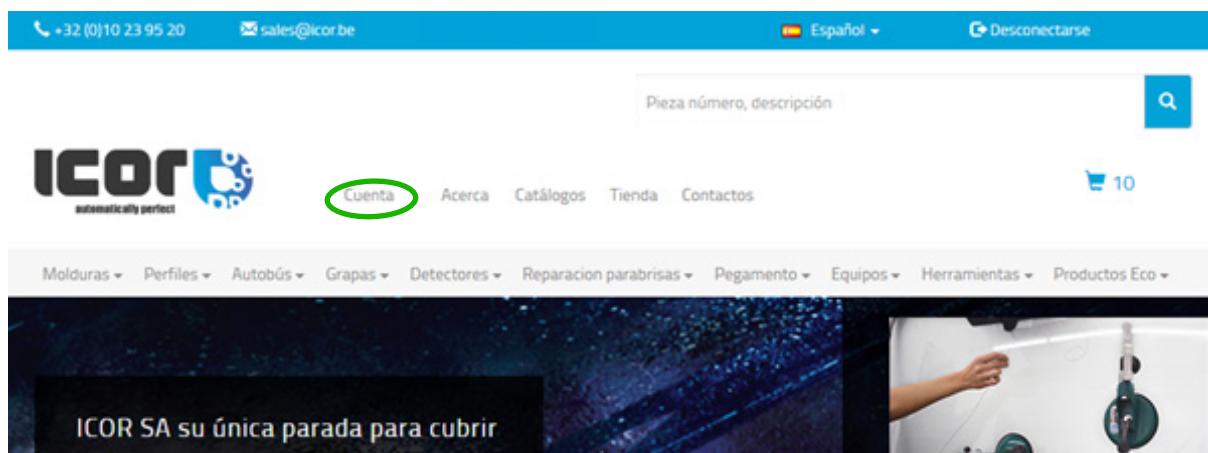 +32 (0)10 23 95 20 sales@icor.be Español Desconectarse
Pieza número, descripción
ICOR
automatically perfect
Cuenta Acerca Catálogos Tienda Contactos
10
Molduras Perfiles Autobús Grapas Detectores Reparacion parabrisas Pegamento Equipos Herramientas Productos Eco
ICOR SA su única parada para cubrir